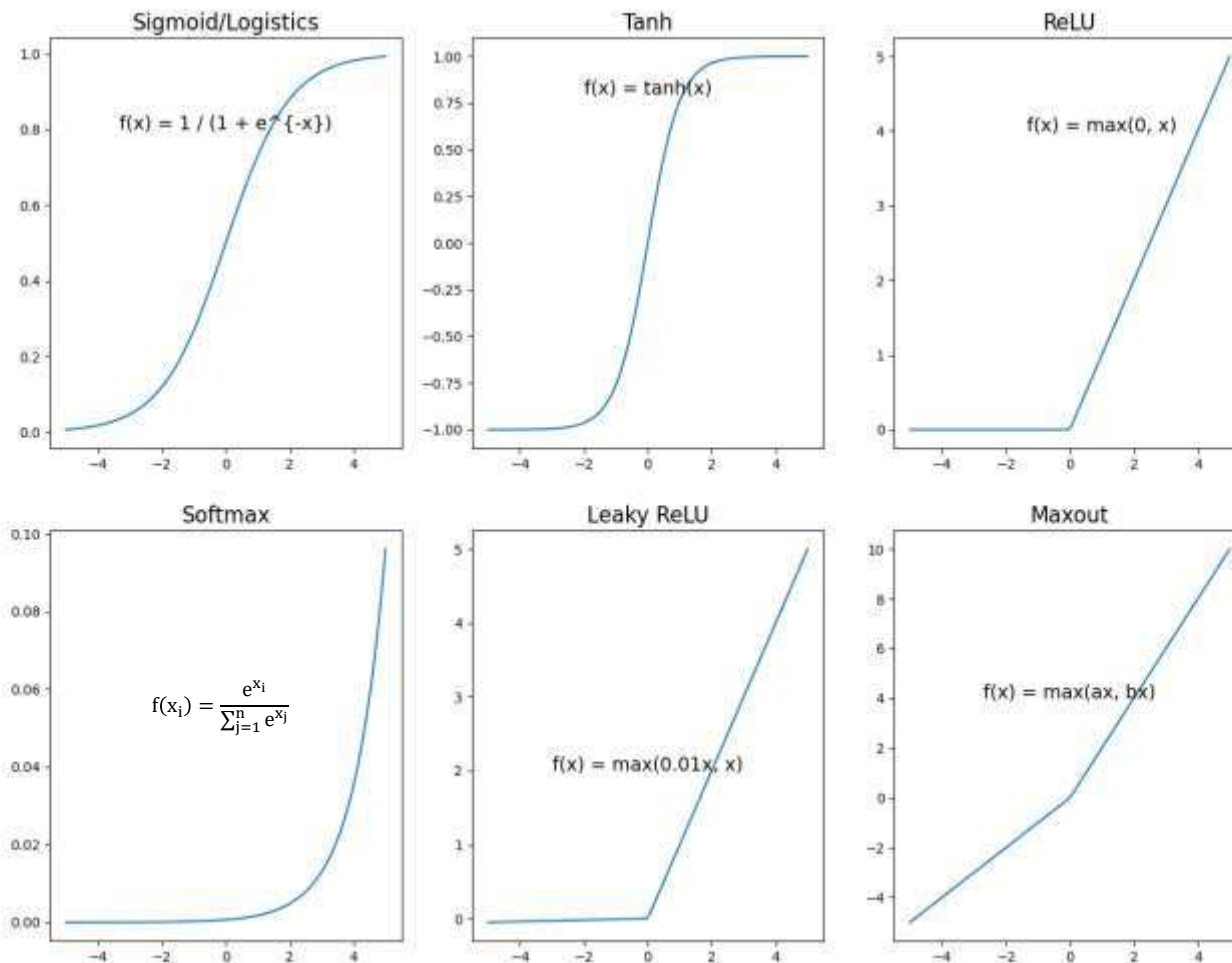 Sigmoid/Logistics
1.0
0.8
0.6
0.4
0.2
0.0
f(x) = 1 / (1 + e^{-x})
−4 −2 0 2 4
Tanh
1.00
0.75
0.50
0.25
0.00
−0.25
−0.50
−0.75
−1.00
f(x) = tanh(x)
−4 −2 0 2 4
ReLU
5
4
3
2
1
0
f(x) = max(0, x)
−4 −2 0 2 4
Softmax
0.10
0.08
0.06
0.04
0.02
0.00
f(xᵢ) = e^{xᵢ} / ∑ⁿⱼ₌₁ e^{xⱼ}
−4 −2 0 2 4
Leaky ReLU
5
4
3
2
1
0
f(x) = max(0.01x, x)
−4 −2 0 2 4
Maxout
10
8
6
4
2
0
−2
−4
f(x) = max(ax, bx)
−4 −2 0 2 4